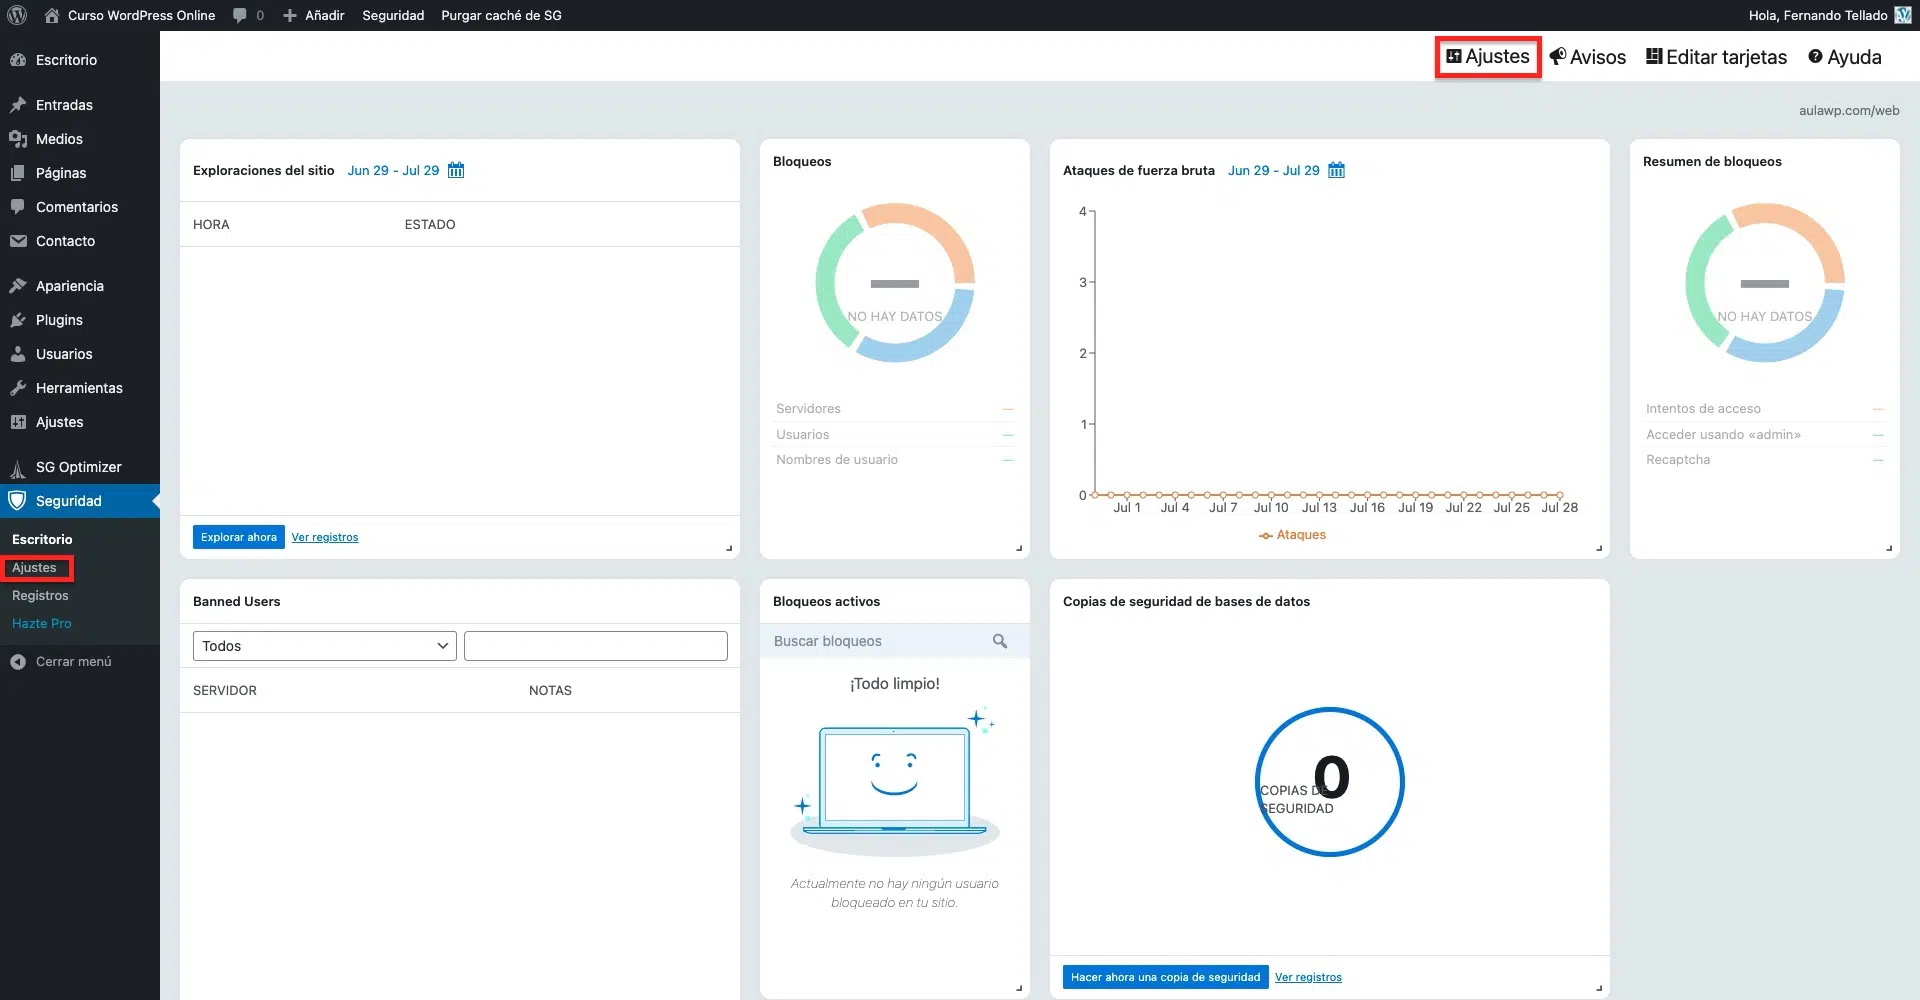 Curso WordPress Online
0
Añadir
Seguridad
Purgar caché de SG
Hola, Fernando Tellado
Escritorio
Entradas
Medios
Páginas
Comentarios
Contacto
Apariencia
Plugins
Usuarios
Herramientas
Ajustes
SG Optimizer
Seguridad
Escritorio
Ajustes
Registros
Hazte Pro
Cerrar menú
Ajustes
Avisos
Editar tarjetas
Ayuda
aulawp.com/web
Exploraciones del sitio Jun 29 - Jul 29
HORA ESTADO
Explorar ahora Ver registros
Bloqueos
NO HAY DATOS
Servidores
Usuarios
Nombres de usuario
Ataques de fuerza bruta Jun 29 - Jul 29
4
3
2
1
0
Jul 1 Jul 4 Jul 7 Jul 10 Jul 13 Jul 16 Jul 19 Jul 22 Jul 25 Jul 28
Ataques
Resumen de bloqueos
NO HAY DATOS
Intentos de acceso
Acceder usando «admin»
Recaptcha
Banned Users
Todos
SERVIDOR NOTAS
Bloqueos activos
Buscar bloqueos
¡Todo limpio!
Actualmente no hay ningún usuario
bloqueado en tu sitio.
Copias de seguridad de bases de datos
0
COPIAS DE
SEGURIDAD
Hacer ahora una copia de seguridad Ver registros